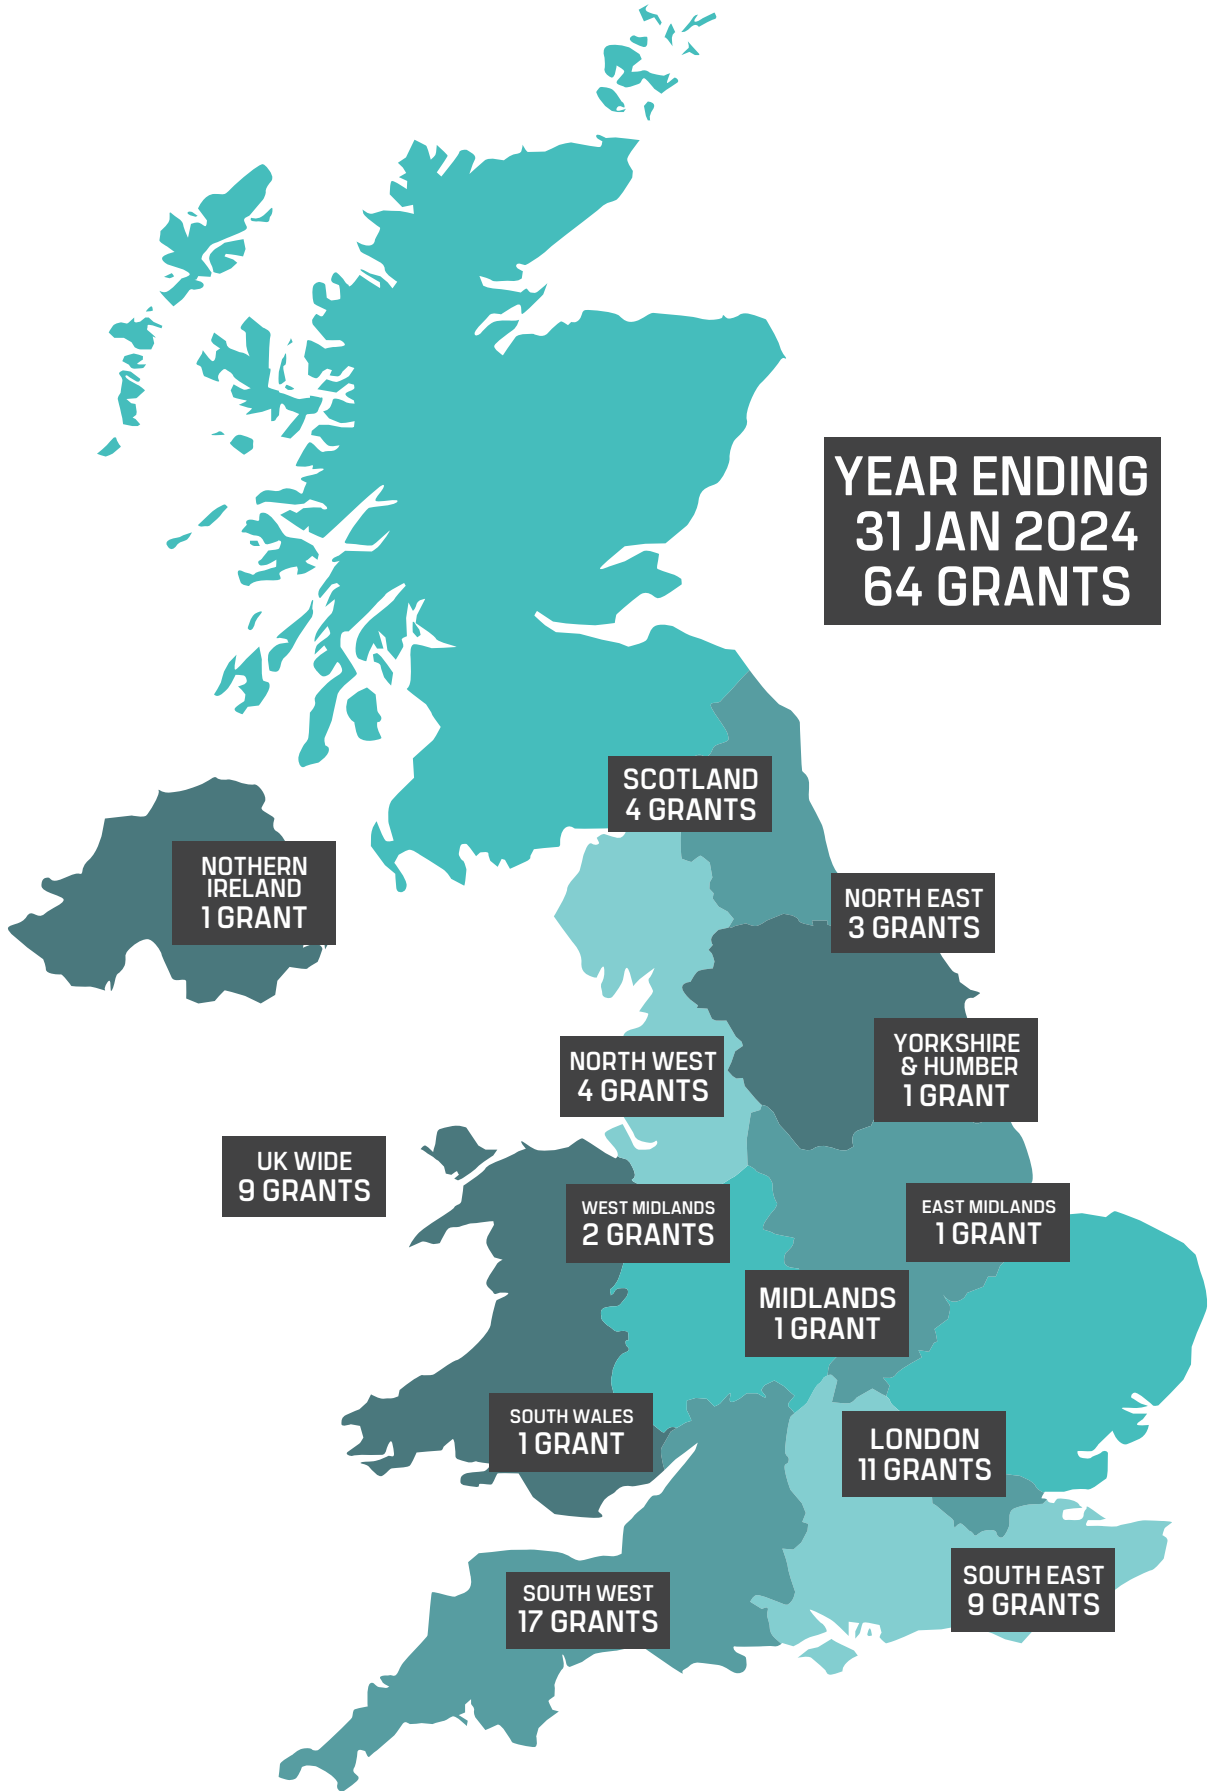 YEAR ENDING
31 JAN 2024
64 GRANTS
SCOTLAND
4 GRANTS
NOTHERN
IRELAND
1 GRANT
NORTH EAST
3 GRANTS
YORKSHIRE
& HUMBER
1 GRANT
NORTH WEST
4 GRANTS
UK WIDE
9 GRANTS
WEST MIDLANDS
2 GRANTS
EAST MIDLANDS
1 GRANT
MIDLANDS
1 GRANT
SOUTH WALES
1 GRANT
LONDON
11 GRANTS
SOUTH EAST
9 GRANTS
SOUTH WEST
17 GRANTS